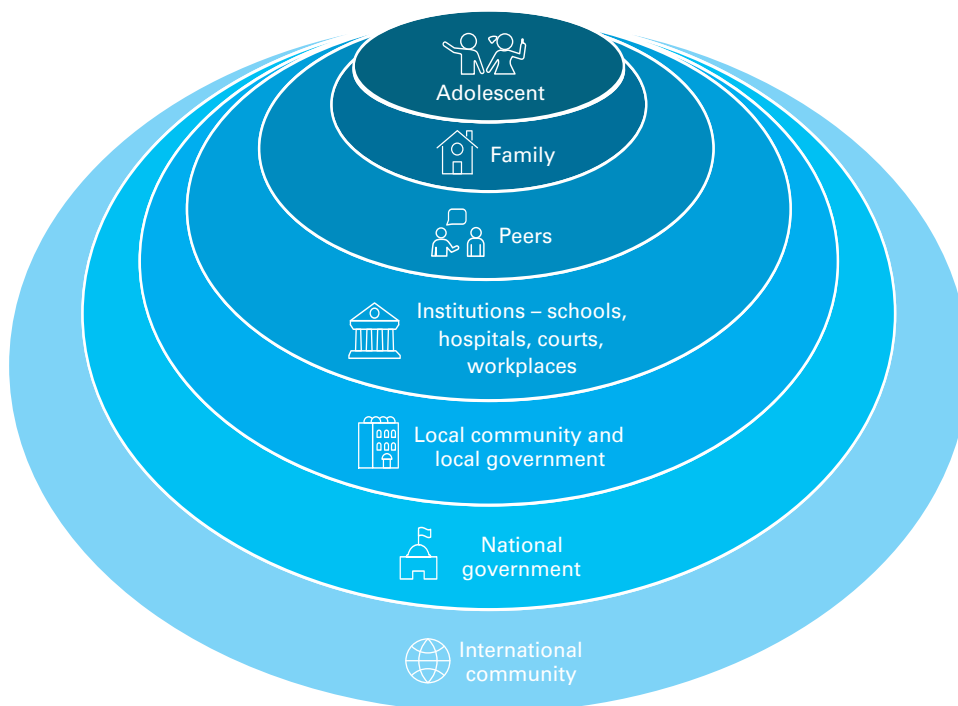 Adolescent
Family
Peers
Institutions – schools,
hospitals, courts,
workplaces
Local community and
local government
National
government
International
community